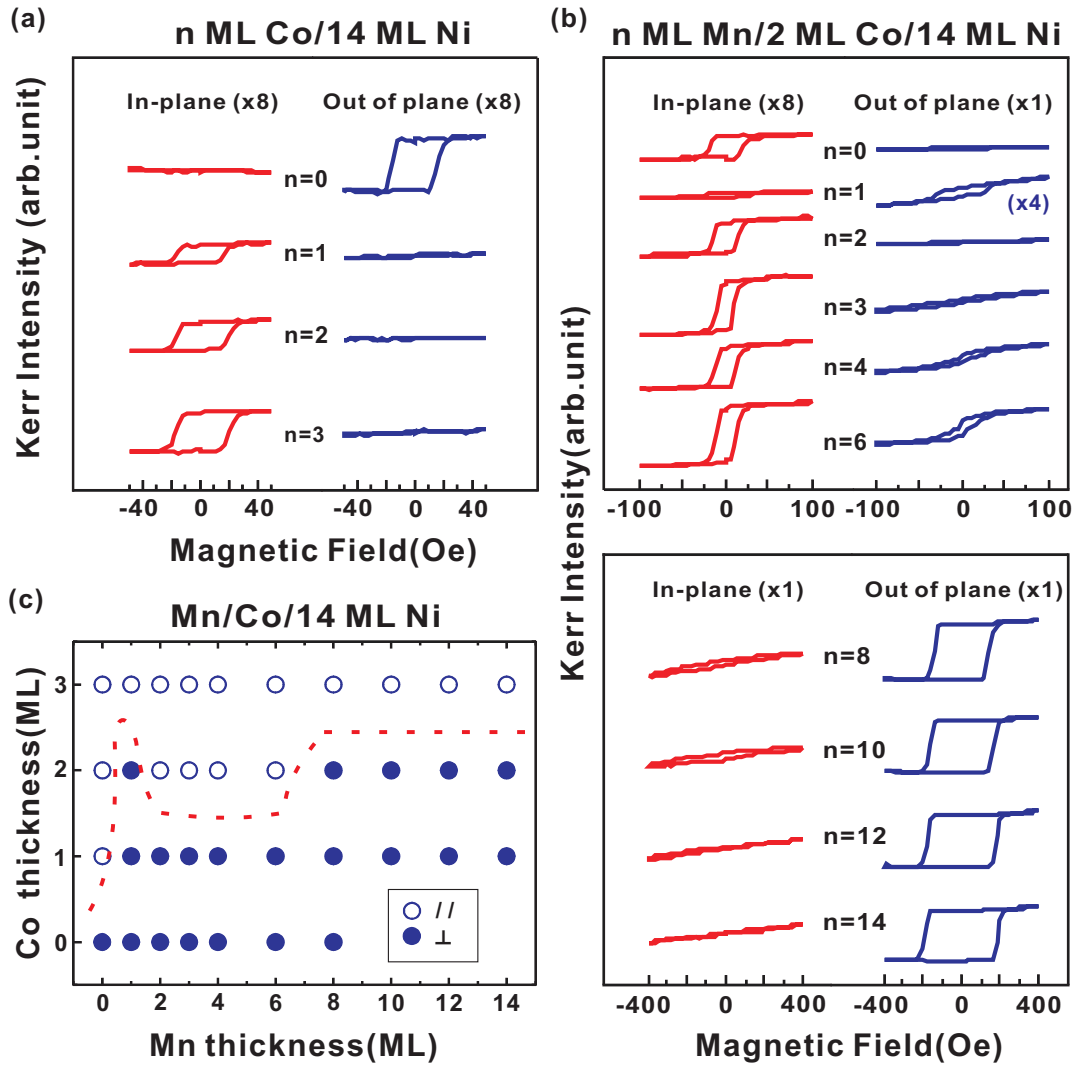 (a)
n ML Co/14 ML Ni
Kerr Intensity (arb.unit)
In-plane (x8) Out of plane (x8)
n=0
n=1
n=2
n=3
-40 0 40 -40 0 40
Magnetic Field(Oe)
(b)
n ML Mn/2 ML Co/14 ML Ni
Kerr Intensity(arb.unit)
In-plane (x8) Out of plane (x1)
n=0
n=1
(x4)
n=2
n=3
n=4
n=6
-100 0 100 -100 0 100
In-plane (x1) Out of plane (x1)
n=8
n=10
n=12
n=14
-400 0 400 -400 0 400
Magnetic Field(Oe)
(c)
Mn/Co/14 ML Ni
Co thickness(ML)
3
2
1
0
//
⊥
0 2 4 6 8 10 12 14
Mn thickness(ML)